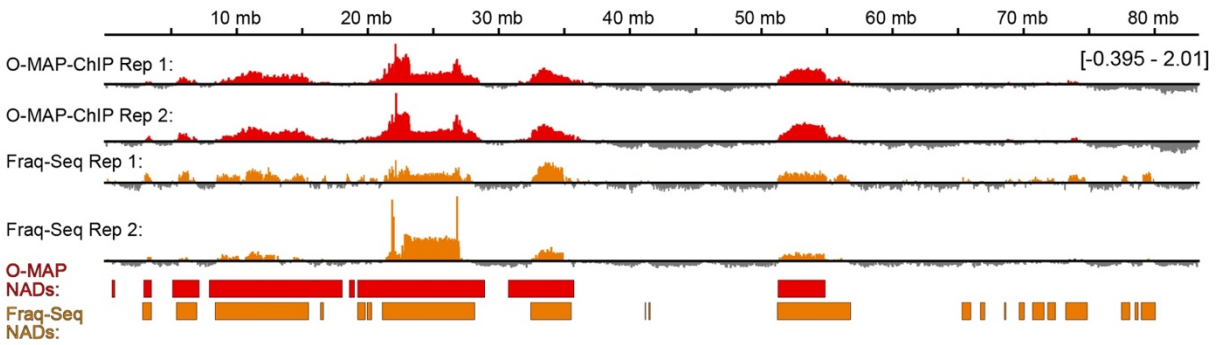 10 mb 20 mb 30 mb 40 mb 50 mb 60 mb 70 mb 80 mb
O-MAP-ChIP Rep 1: [-0.395 - 2.01]
O-MAP-ChIP Rep 2:
Fraq-Seq Rep 1:
Fraq-Seq Rep 2:
O-MAP
NADs:
Fraq-Seq
NADs: